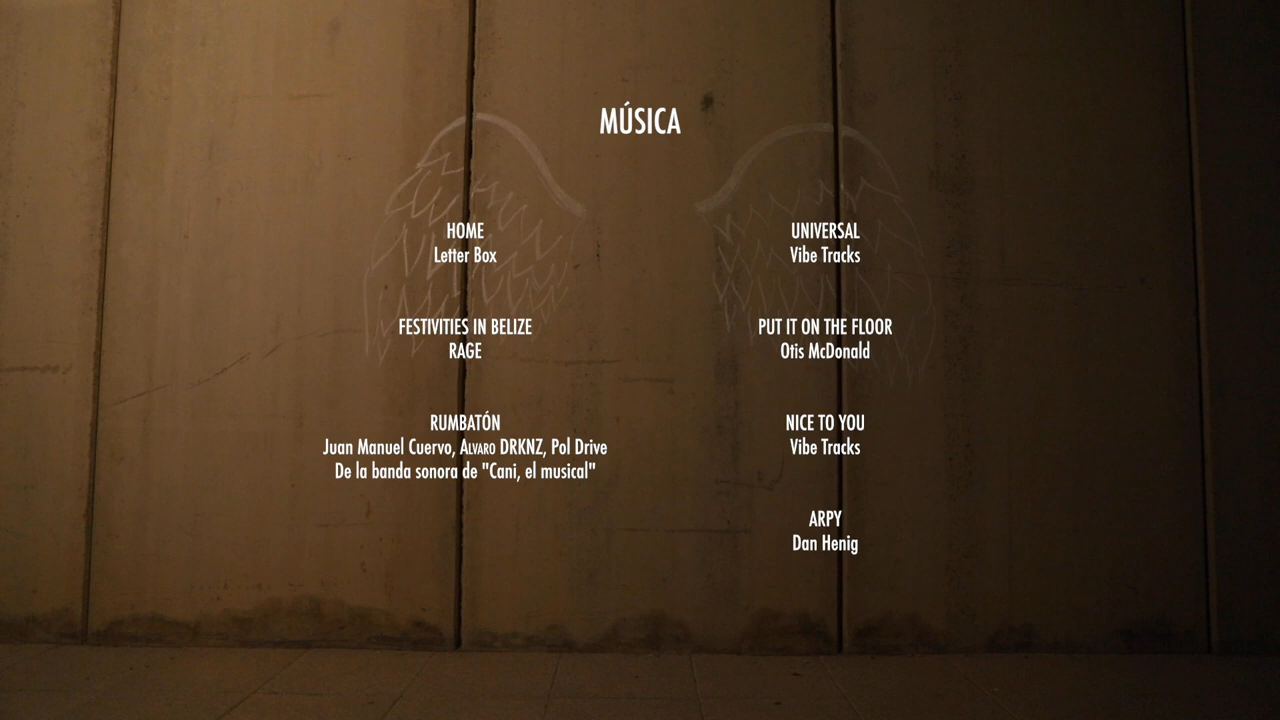 MÚSICA
HOME
Letter Box
FESTIVITIES IN BELIZE
RAGE
RUMBATÓN
Juan Manuel Cuervo, ALVARO DRKNZ, Pol Drive
De la banda sonora de "Cani, el musical"
UNIVERSAL
Vibe Tracks
PUT IT ON THE FLOOR
Otis McDonald
NICE TO YOU
Vibe Tracks
ARPY
Dan Henig